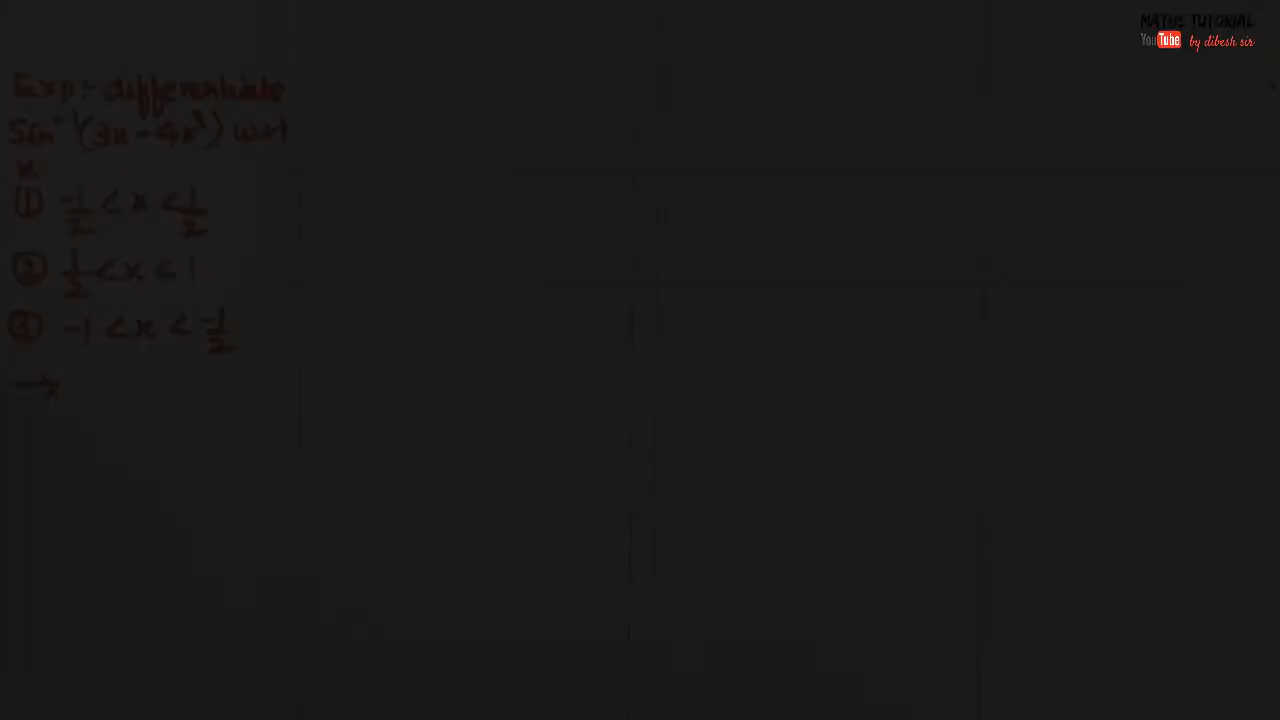 MATHS TUTORIAL
YouTube by dibesh sir
Exp:- differentiate
Sin⁻¹(3x-4x³) wrt
x
① -1/2 < x < 1/2
② 1/2 < x < 1
③ -1 < x < -1/2
→